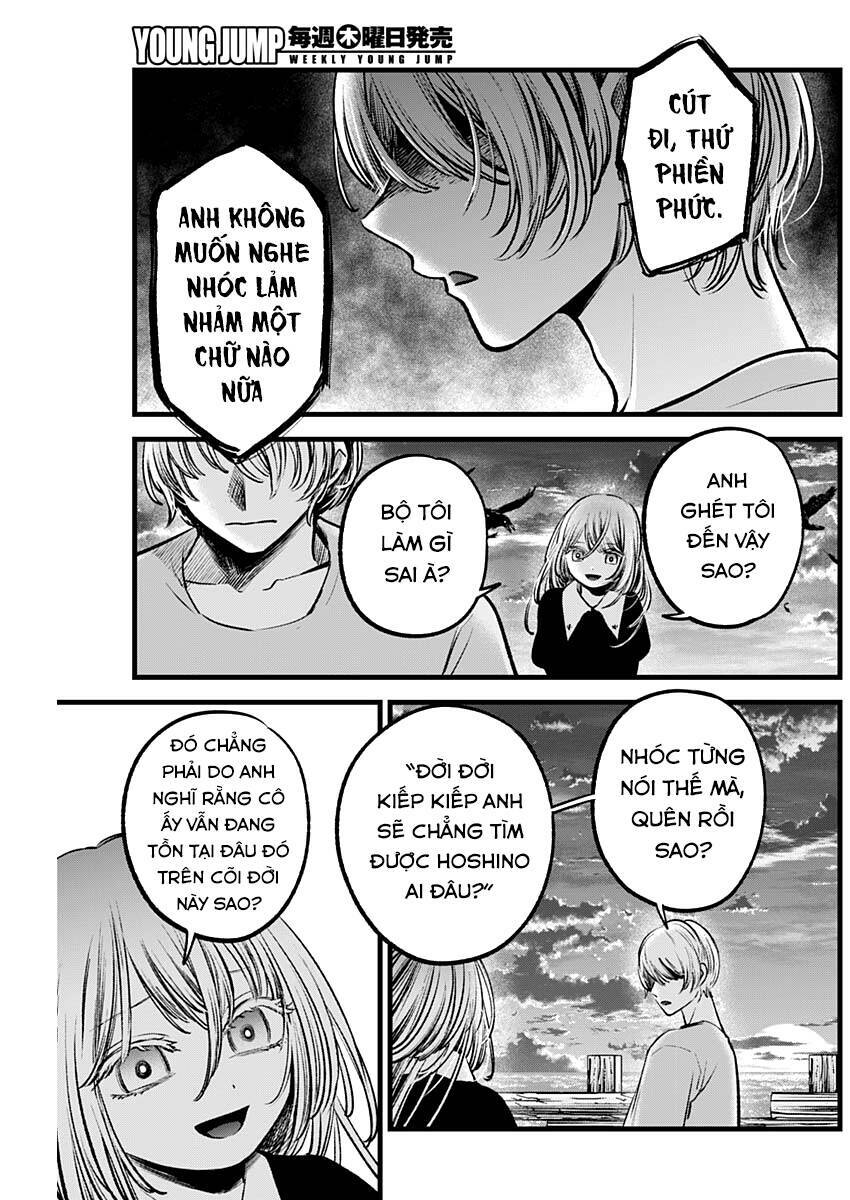 YOUNG JUMP 毎週木曜日発売
WEEKLY YOUNG JUMP
CÚT
ĐI, THỨ
PHIỀN
PHỨC.
ANH KHÔNG
MUỐN NGHE
NHÓC LẢM
NHẢM MỘT
CHỮ NÀO
NỮA
ANH
GHÉT TÔI
ĐẾN VẬY
SAO?
BỘ TÔI
LÀM GÌ
SAI À?
NHÓC TỪNG
NÓI THẾ MÀ,
QUÊN RỒI
SAO?
“ĐỜI ĐỜI
KIẾP KIẾP ANH
SẼ CHẲNG TÌM
ĐƯỢC HOSHINO
AI ĐÂU?”
ĐÓ CHẲNG
PHẢI DO ANH
NGHĨ RẰNG CÔ
ẤY VẪN ĐANG
TỒN TẠI ĐÂU ĐÓ
TRÊN CÕI ĐỜI
NÀY SAO?